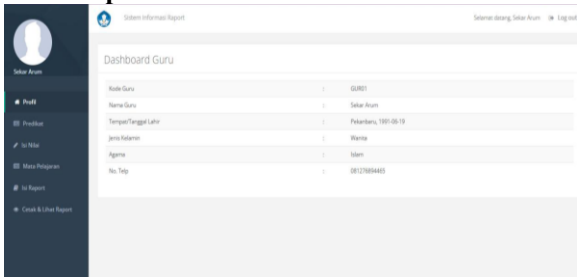 Sistem Informasi Raport
Selamat datang, Sekar Arum
Log out
Sekar Arum
Profil
Predikat
Isi Nilai
Mata Pelajaran
Isi Raport
Cetak & Lihat Raport
Dashboard Guru
Kode Guru : GUR01
Nama Guru : Sekar Arum
Tempat/Tanggal Lahir : Pekanbaru, 1991-06-19
Jenis Kelamin : Wanita
Agama : Islam
No. Telp : 081276894465